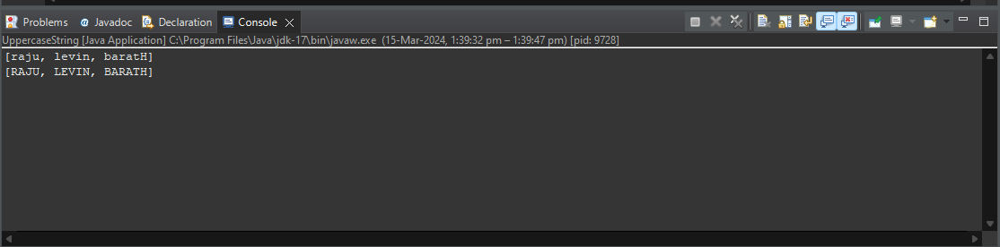 Problems @ Javadoc Declaration Console
UppercaseString [Java Application] C:\Program Files\Java\jdk-17\bin\javaw.exe (15-Mar-2024, 1:39:32 pm – 1:39:47 pm) [pid: 9728]
[raju, levin, baratH]
[RAJU, LEVIN, BARATH]